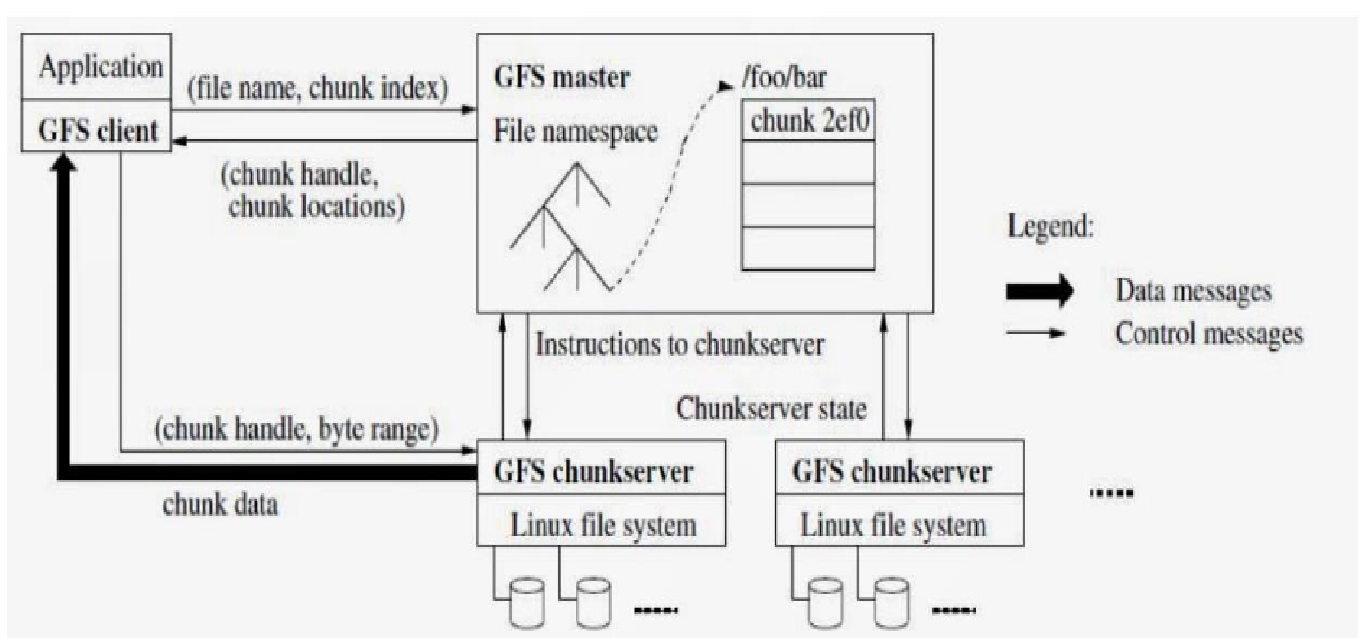 Application
GFS client
(file name, chunk index)
(chunk handle,
chunk locations)
GFS master
File namespace
/foo/bar
chunk 2ef0
Legend:
Data messages
Control messages
Instructions to chunkserver
Chunkserver state
(chunk handle, byte range)
chunk data
GFS chunkserver
Linux file system
GFS chunkserver
Linux file system